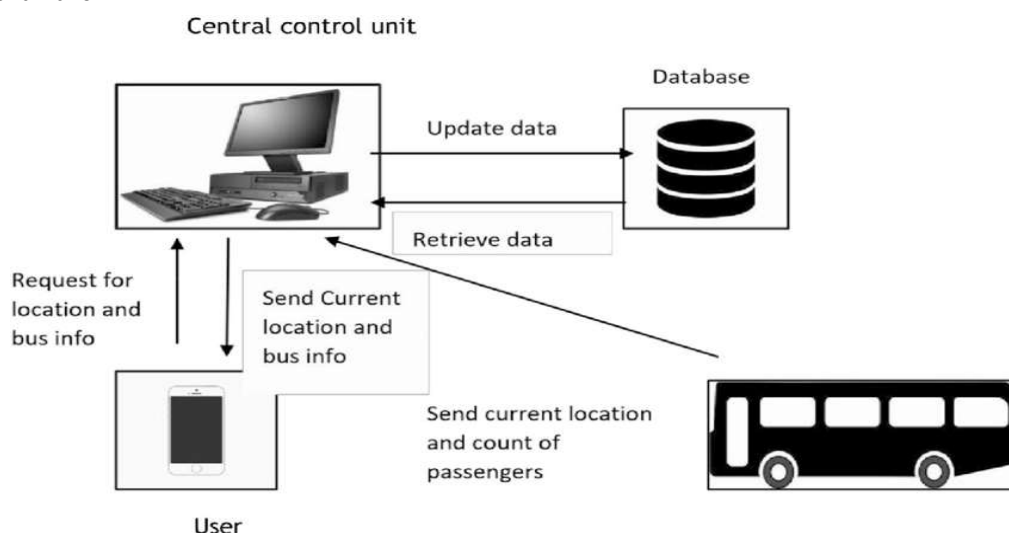 Central control unit
Database
Update data
Retrieve data
Request for
location and
bus info
Send Current
location and
bus info
Send current location
and count of
passengers
User